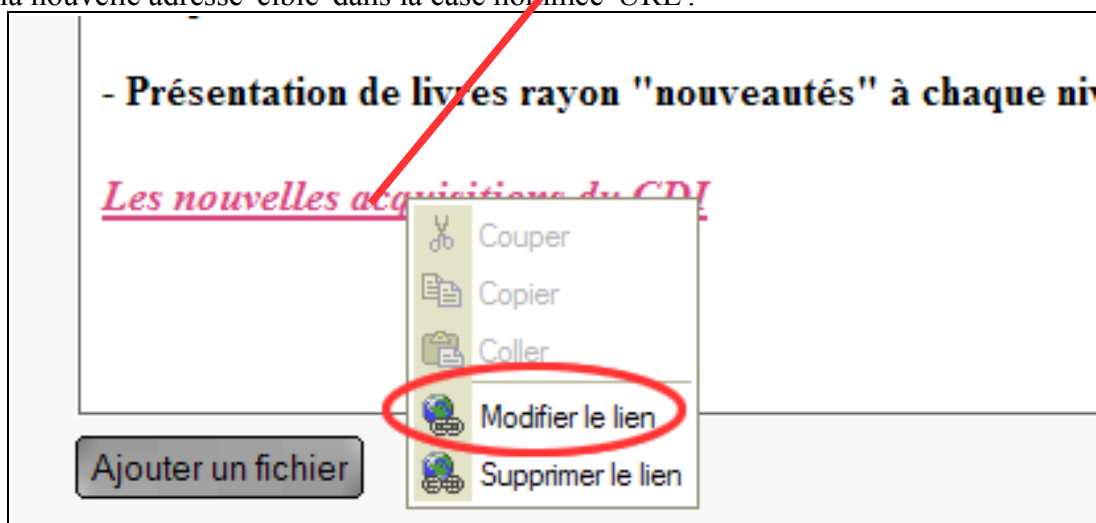 la nouvelle adresse 'cible' dans la case nommée 'URL'.
- Présentation de livres rayon "nouveautés" à chaque niv
Les nouvelles acquisitions du CDI
Couper
Copier
Coller
Modifier le lien
Supprimer le lien
Ajouter un fichier